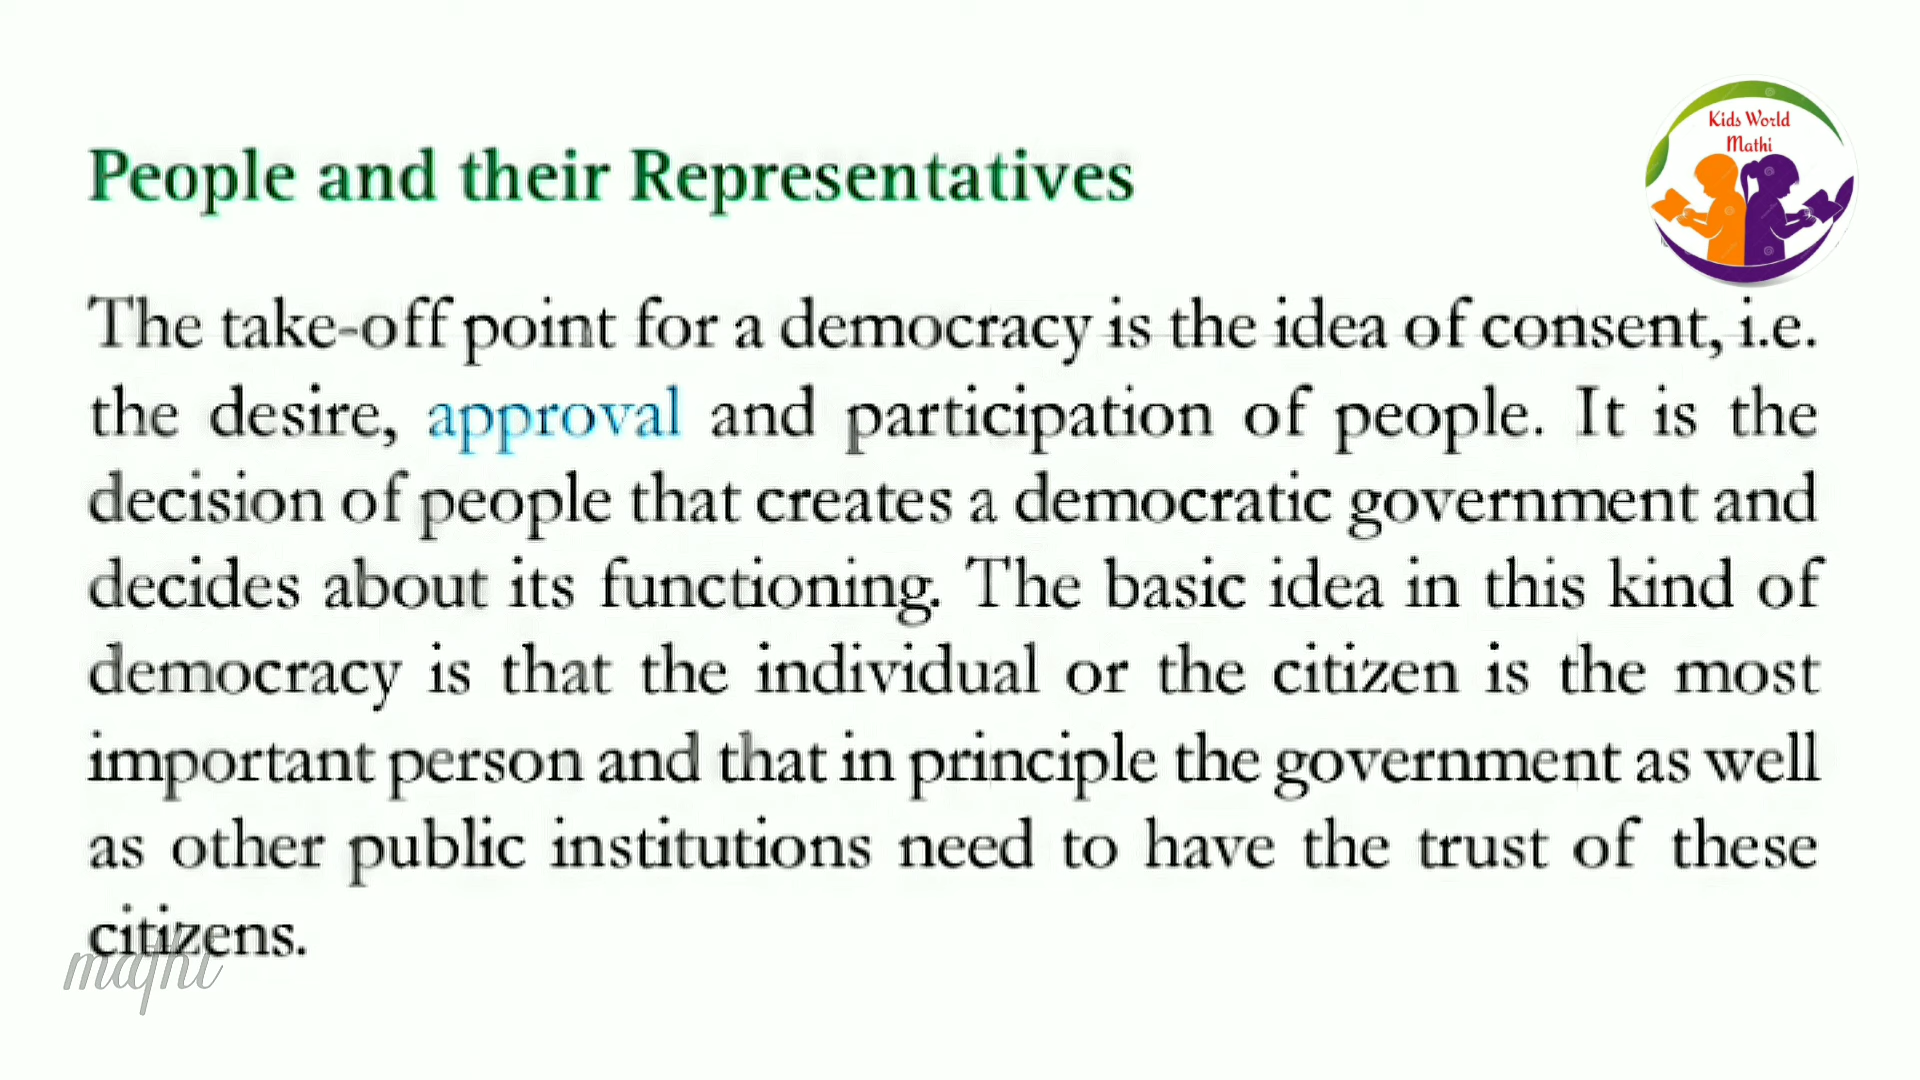 Kids World
Mathi
People and their Representatives
The take-off point for a democracy is the idea of consent, i.e.
the desire, approval and participation of people. It is the
decision of people that creates a democratic government and
decides about its functioning. The basic idea in this kind of
democracy is that the individual or the citizen is the most
important person and that in principle the government as well
as other public institutions need to have the trust of these
citizens.
mathi